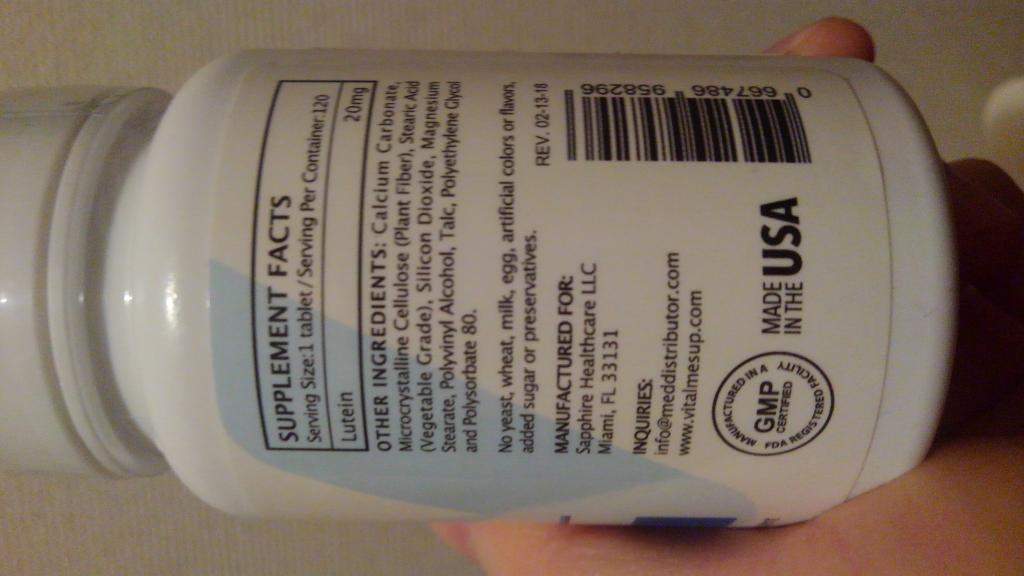 SUPPLEMENT FACTS
Serving Size:1 tablet / Serving Per Container:120
Lutein 20mg
OTHER INGREDIENTS: Calcium Carbonate,
Microcrystalline Cellulose (Plant Fiber), Stearic Acid
(Vegetable Grade), Silicon Dioxide, Magnesium
Stearate, Polyvinyl Alcohol, Talc, Polyethylene Glycol
and Polysorbate 80.
No yeast, wheat, milk, egg, artificial colors or flavors,
added sugar or preservatives.
REV. 02-13-18
MANUFACTURED FOR:
Sapphire Healthcare LLC
Miami, FL 33131
INQUIRIES:
info@meddistributor.com
www.vitalmesup.com
0 667486 958296
MANUFACTURED IN A
GMP
CERTIFIED
FDA REGISTERED FACILITY
MADE
IN THE USA